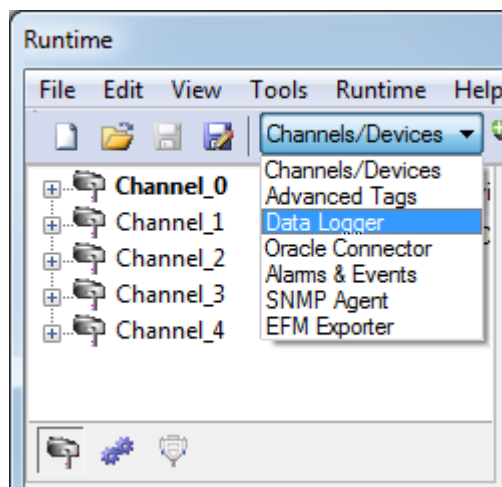 Runtime
File Edit View Tools Runtime Help
Channels/Devices
Channels/Devices
Advanced Tags
Data Logger
Oracle Connector
Alarms & Events
SNMP Agent
EFM Exporter
Channel_0
Channel_1
Channel_2
Channel_3
Channel_4